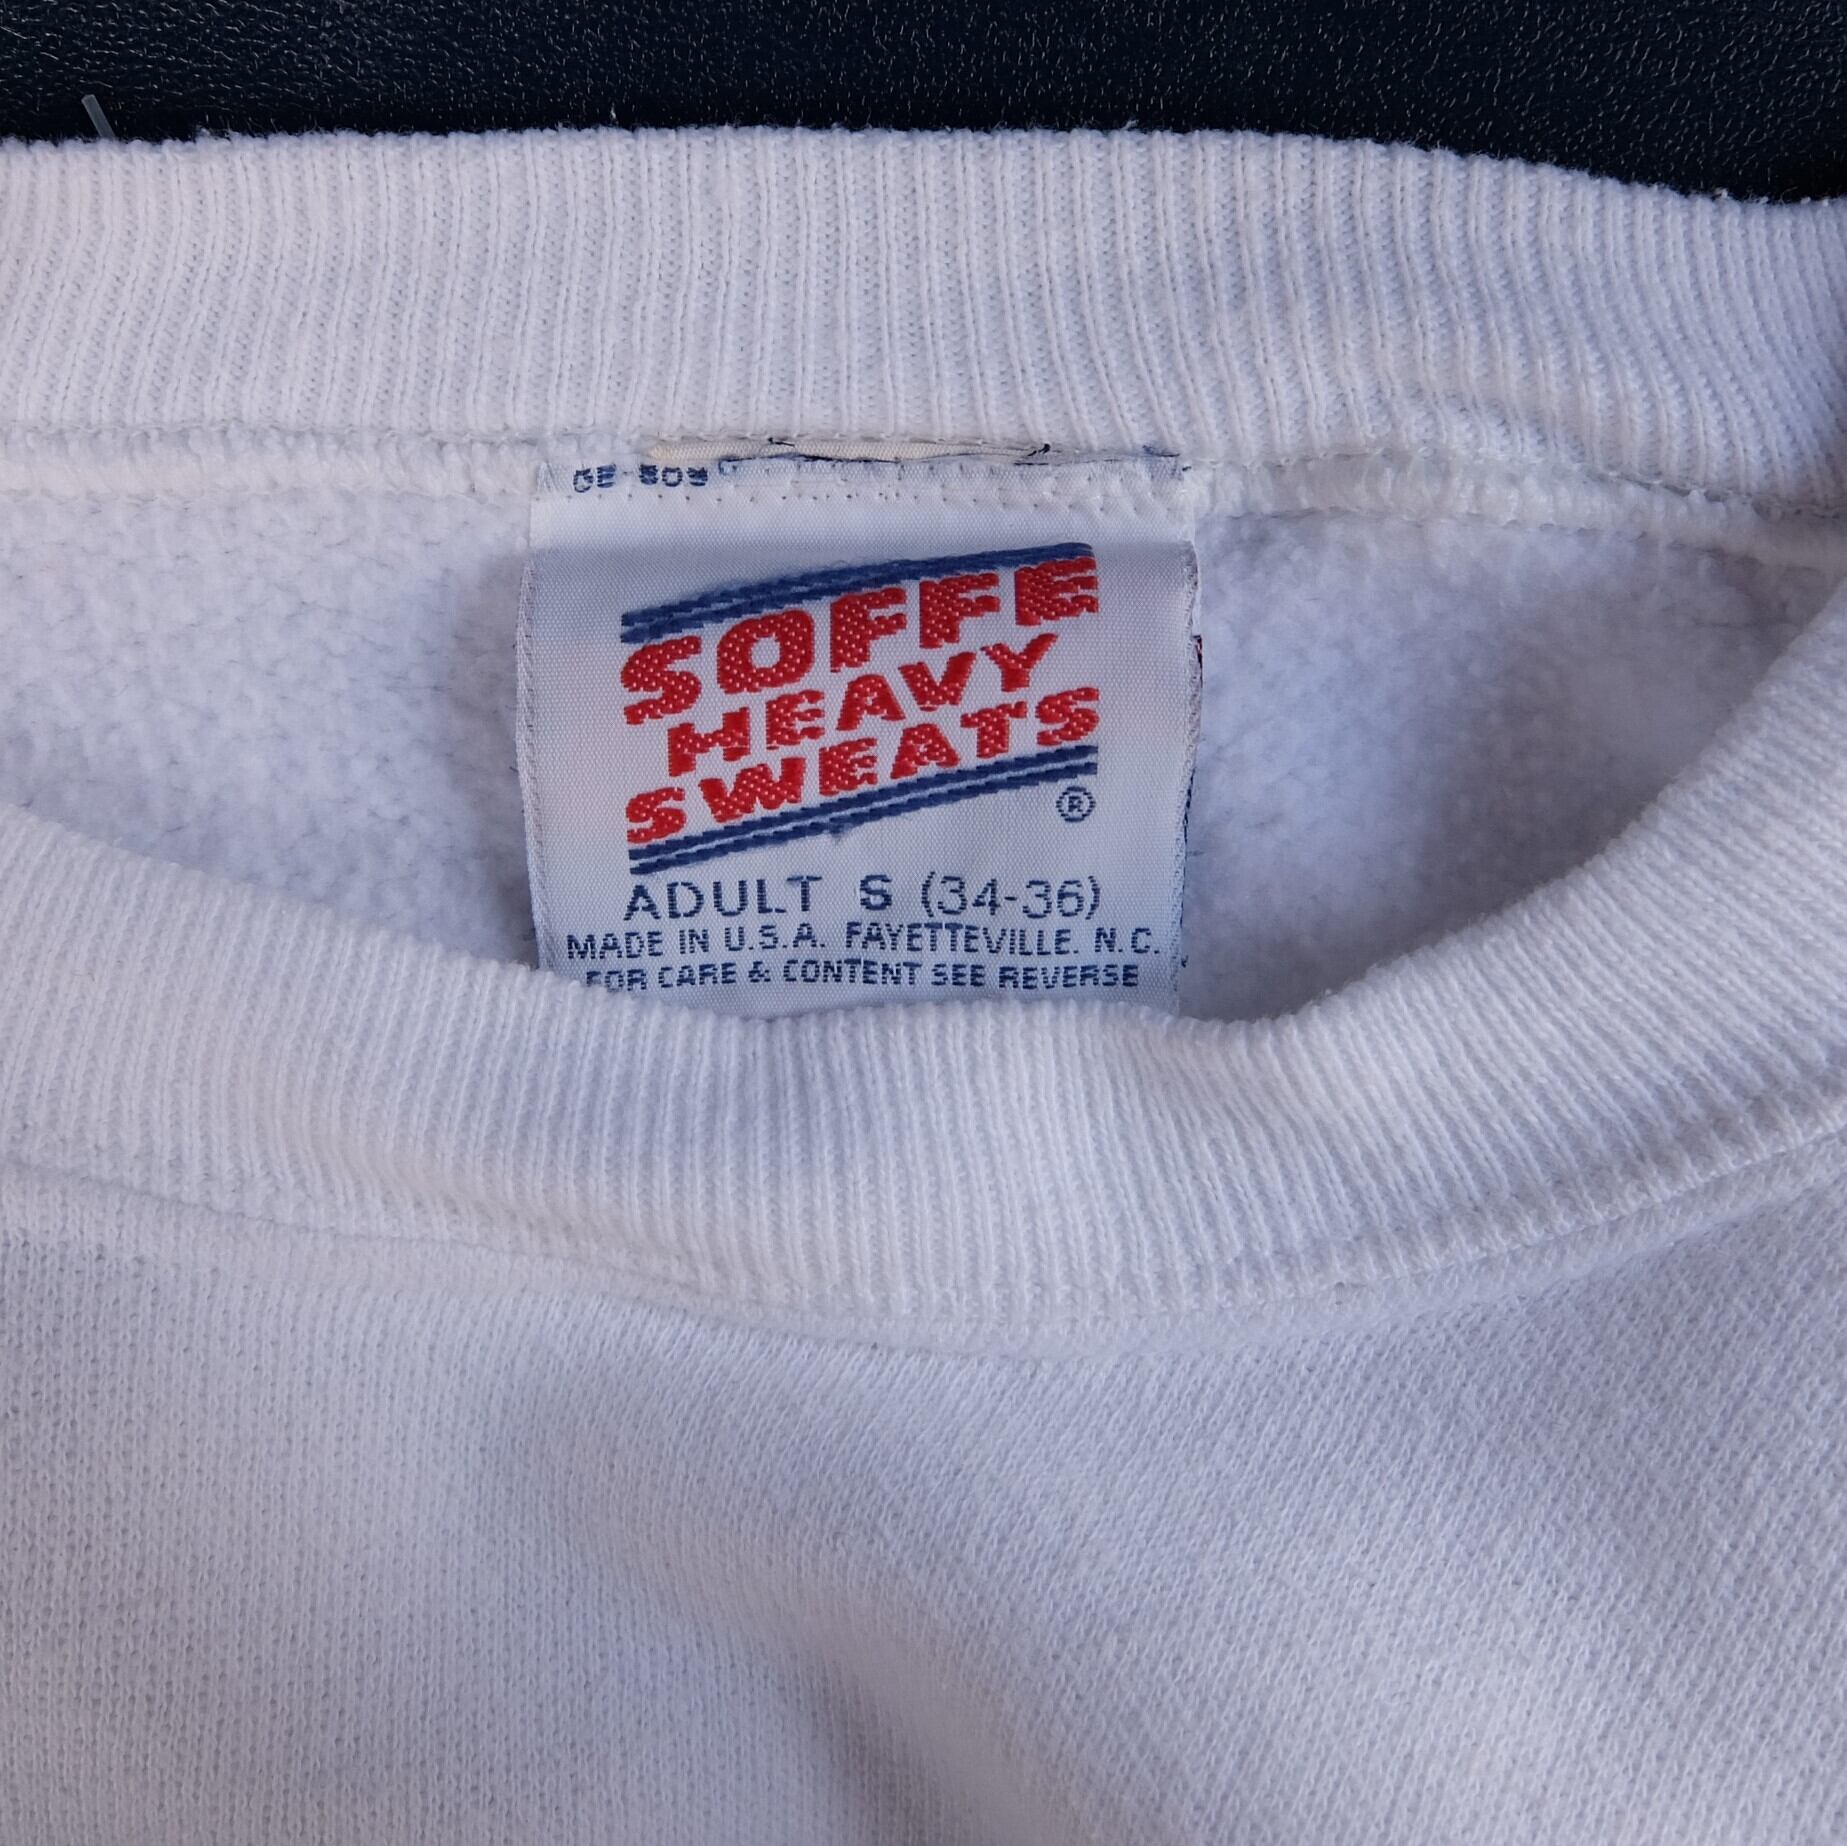 SOFFE
HEAVY
SWEATS
®
ADULT S (34-36)
MADE IN U.S.A. FAYETTEVILLE. N.C.
FOR CARE & CONTENT SEE REVERSE